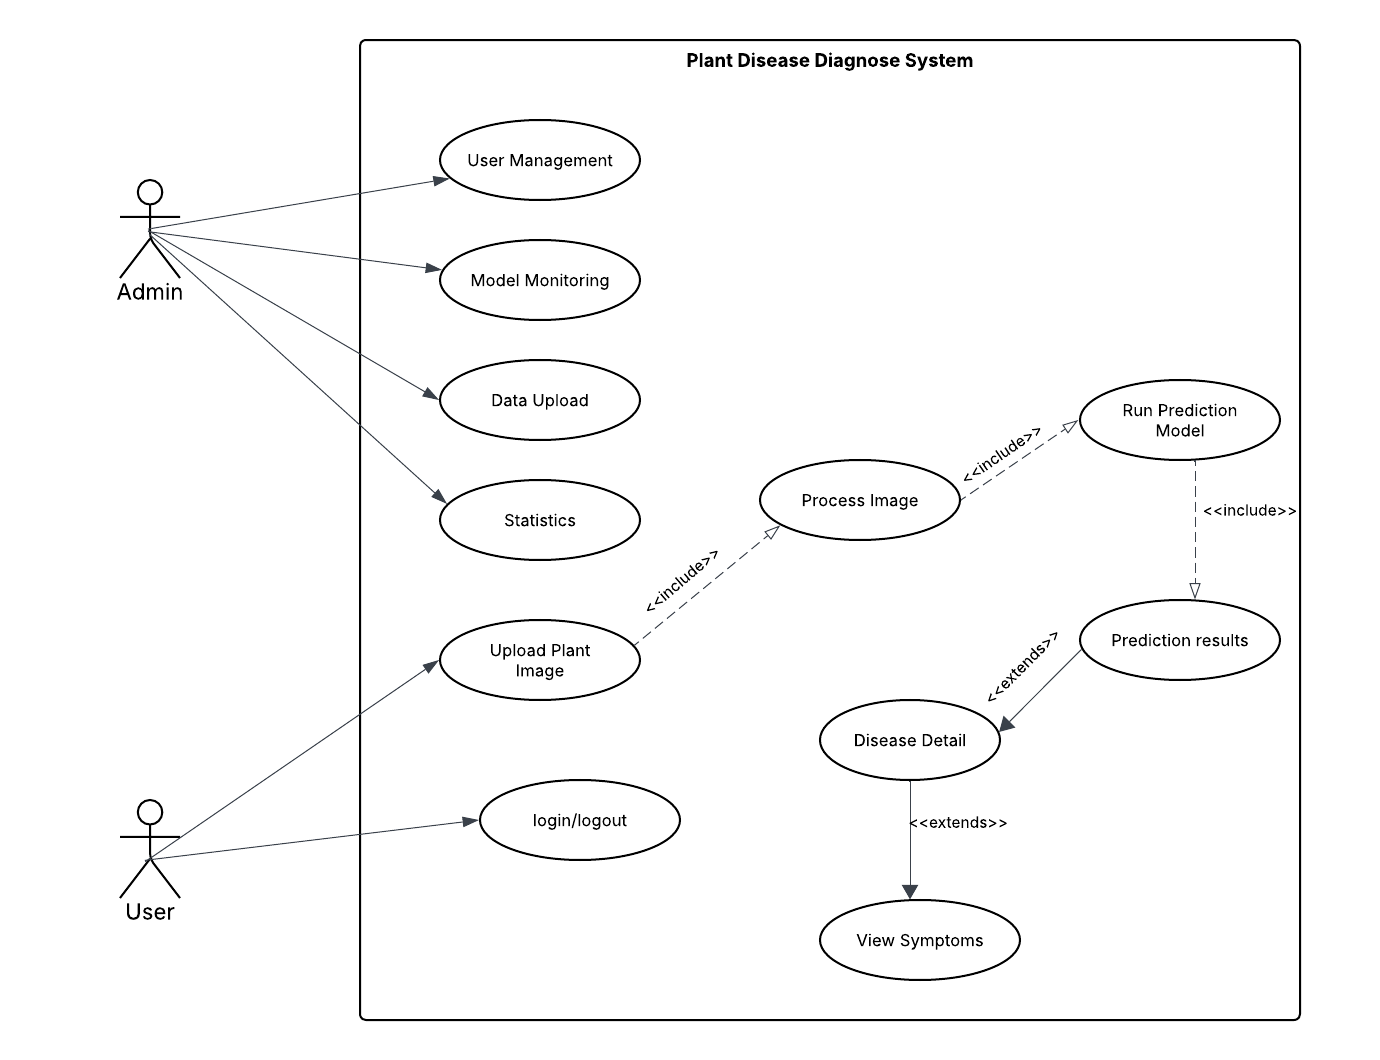 Plant Disease Diagnose System
User Management
Admin
Model Monitoring
Data Upload
Run Prediction
Model
<<include>>
Process Image
Statistics
<<include>>
<<include>>
Upload Plant
Image
Prediction results
<<extends>>
Disease Detail
login/logout
<<extends>>
User
View Symptoms